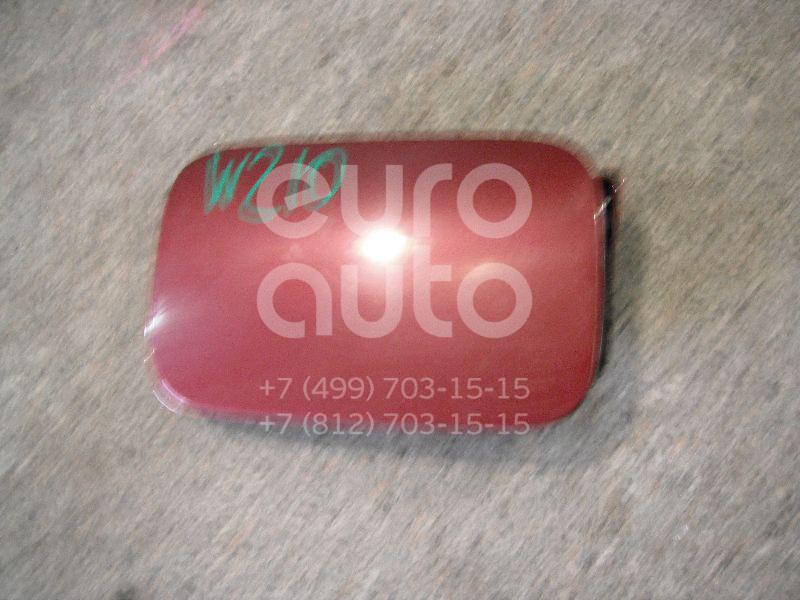 W210
euro
auto
+7 (499) 703-15-15
+7 (812) 703-15-15